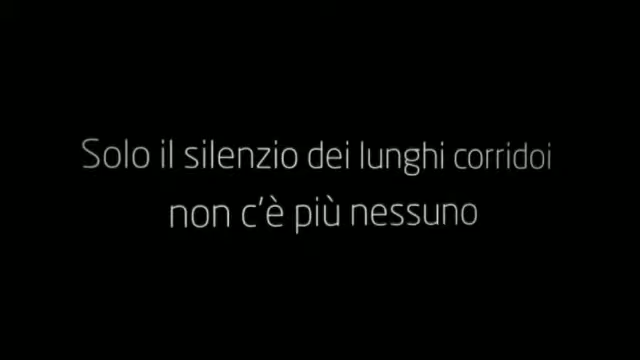 Solo il silenzio dei lunghi corridoi
non c'è più nessuno